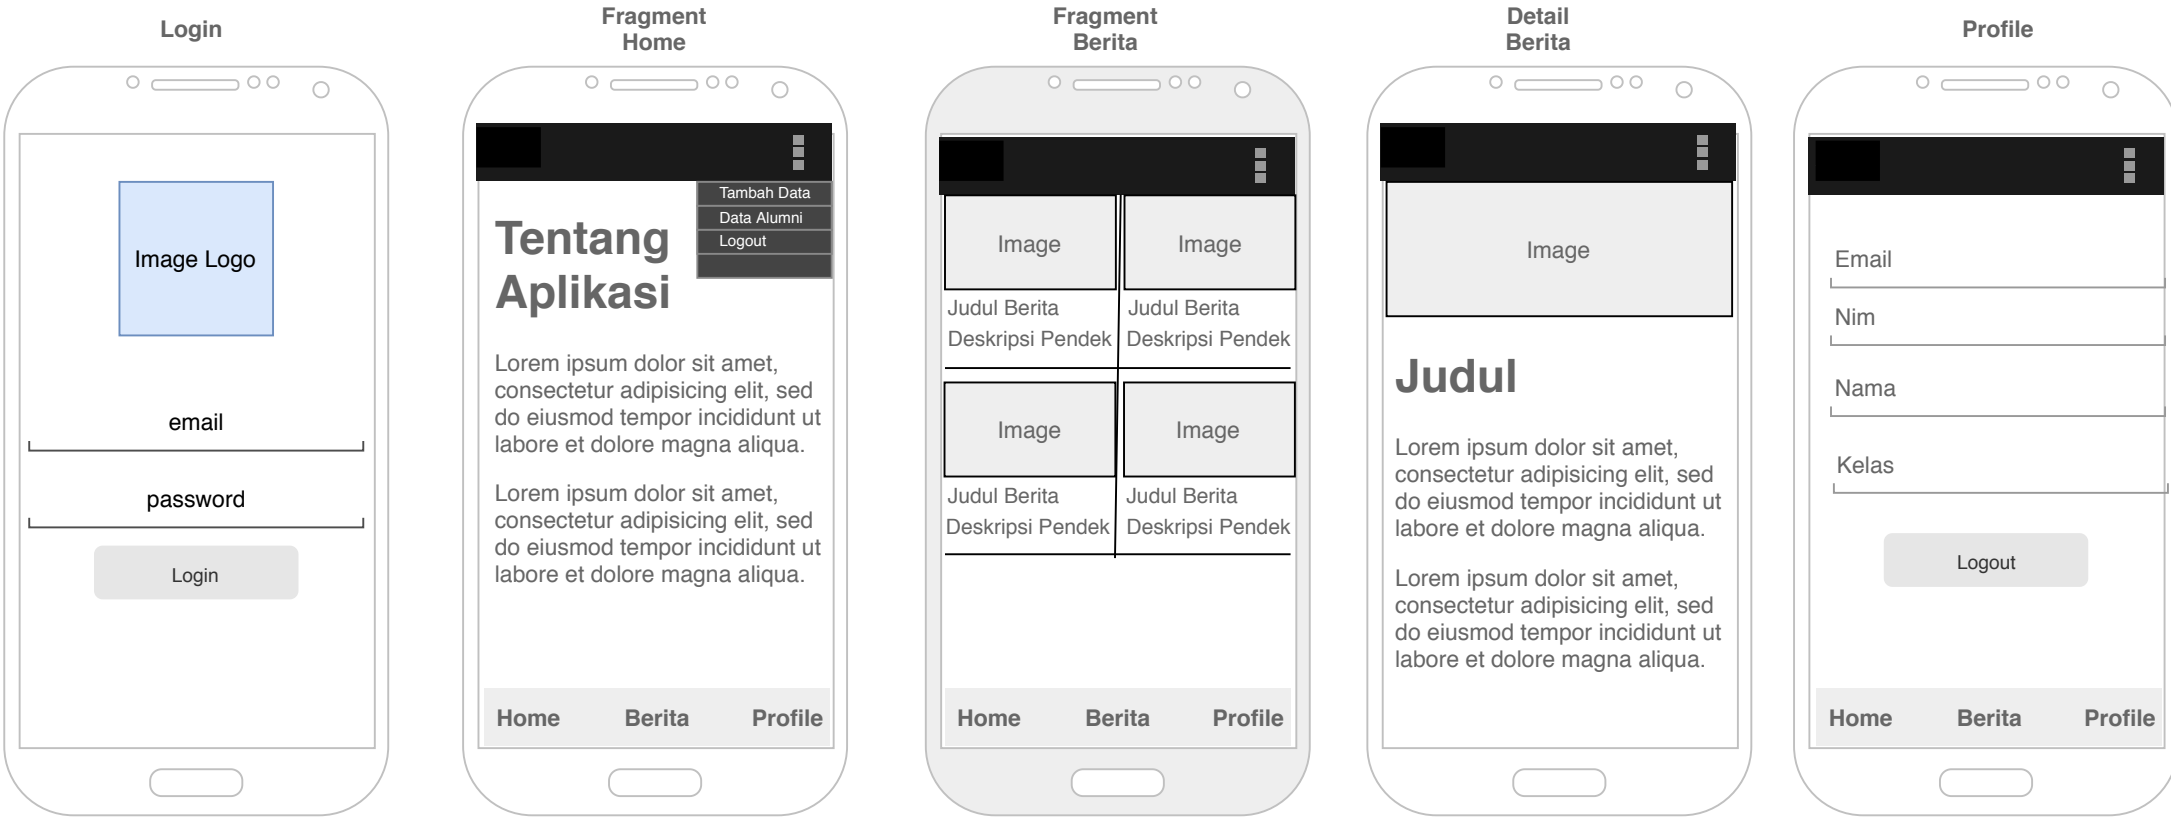 Login
Image Logo
email
password
Login
Fragment
Home
Tambah Data
Data Alumni
Logout
Tentang
Aplikasi
Lorem ipsum dolor sit amet,
consectetur adipisicing elit, sed
do eiusmod tempor incididunt ut
labore et dolore magna aliqua.
Lorem ipsum dolor sit amet,
consectetur adipisicing elit, sed
do eiusmod tempor incididunt ut
labore et dolore magna aliqua.
Home Berita Profile
Fragment
Berita
Image Image
Judul Berita Judul Berita
Deskripsi Pendek Deskripsi Pendek
Image Image
Judul Berita Judul Berita
Deskripsi Pendek Deskripsi Pendek
Home Berita Profile
Detail
Berita
Image
Judul
Lorem ipsum dolor sit amet,
consectetur adipisicing elit, sed
do eiusmod tempor incididunt ut
labore et dolore magna aliqua.
Lorem ipsum dolor sit amet,
consectetur adipisicing elit, sed
do eiusmod tempor incididunt ut
labore et dolore magna aliqua.
Profile
Email
Nim
Nama
Kelas
Logout
Home Berita Profile